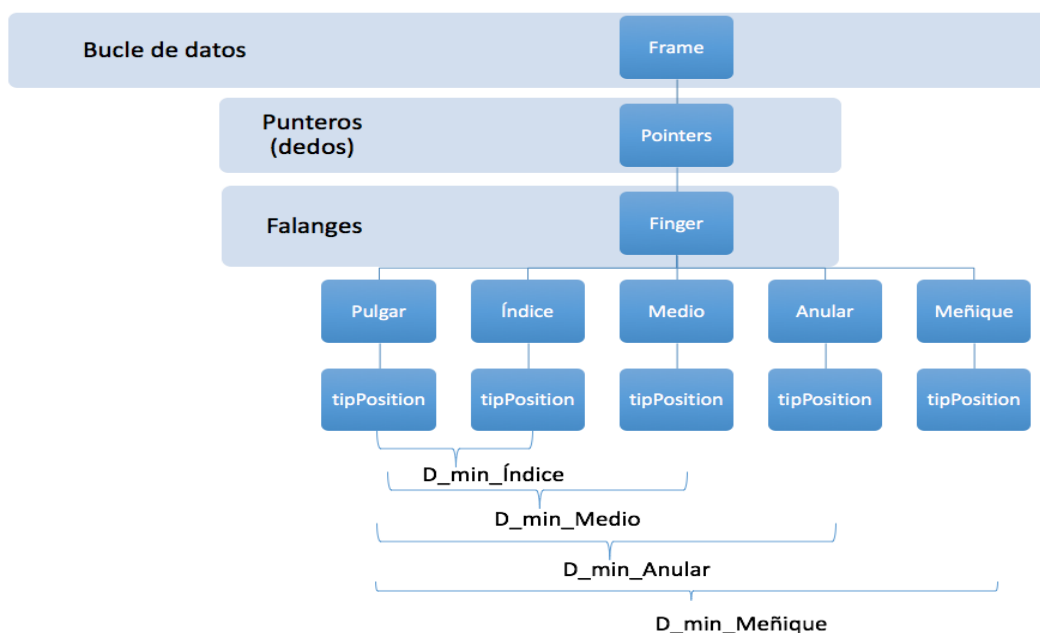 Bucle de datos
Frame
Punteros
(dedos)
Pointers
Falanges
Finger
Pulgar
Índice
Medio
Anular
Meñique
tipPosition
tipPosition
tipPosition
tipPosition
tipPosition
D_min_Índice
D_min_Medio
D_min_Anular
D_min_Meñique